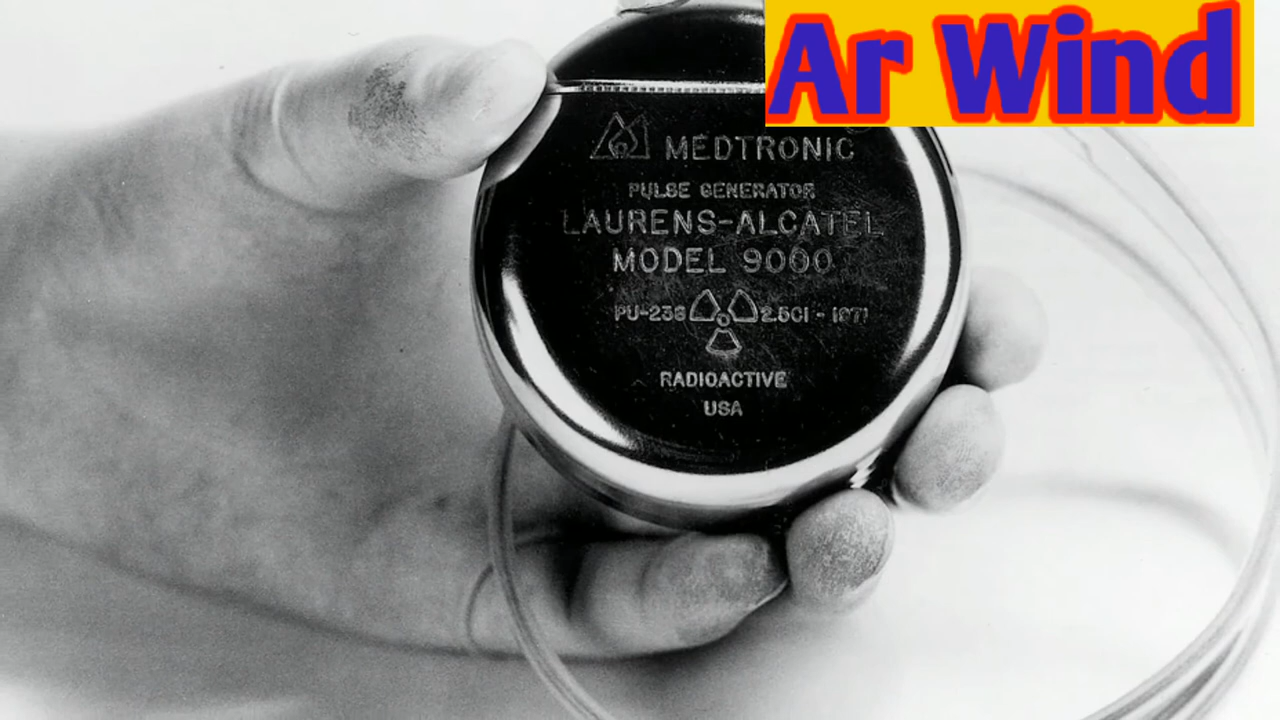 Ar Wind
MEDTRONIC
PULSE GENERATOR
LAURENS-ALCATEL
MODEL 9000
PU-238 2.5CI - 1971
RADIOACTIVE
USA